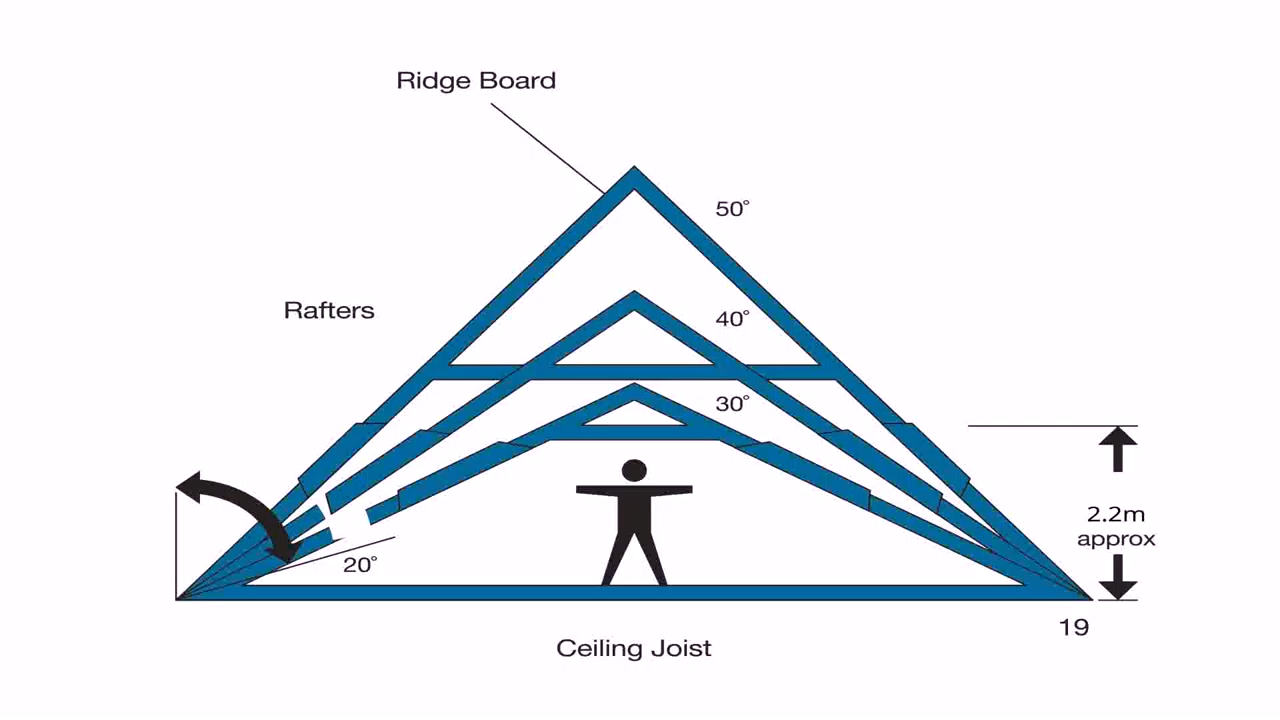 Ridge Board
50°
Rafters
40°
30°
2.2m
approx
20°
19
Ceiling Joist